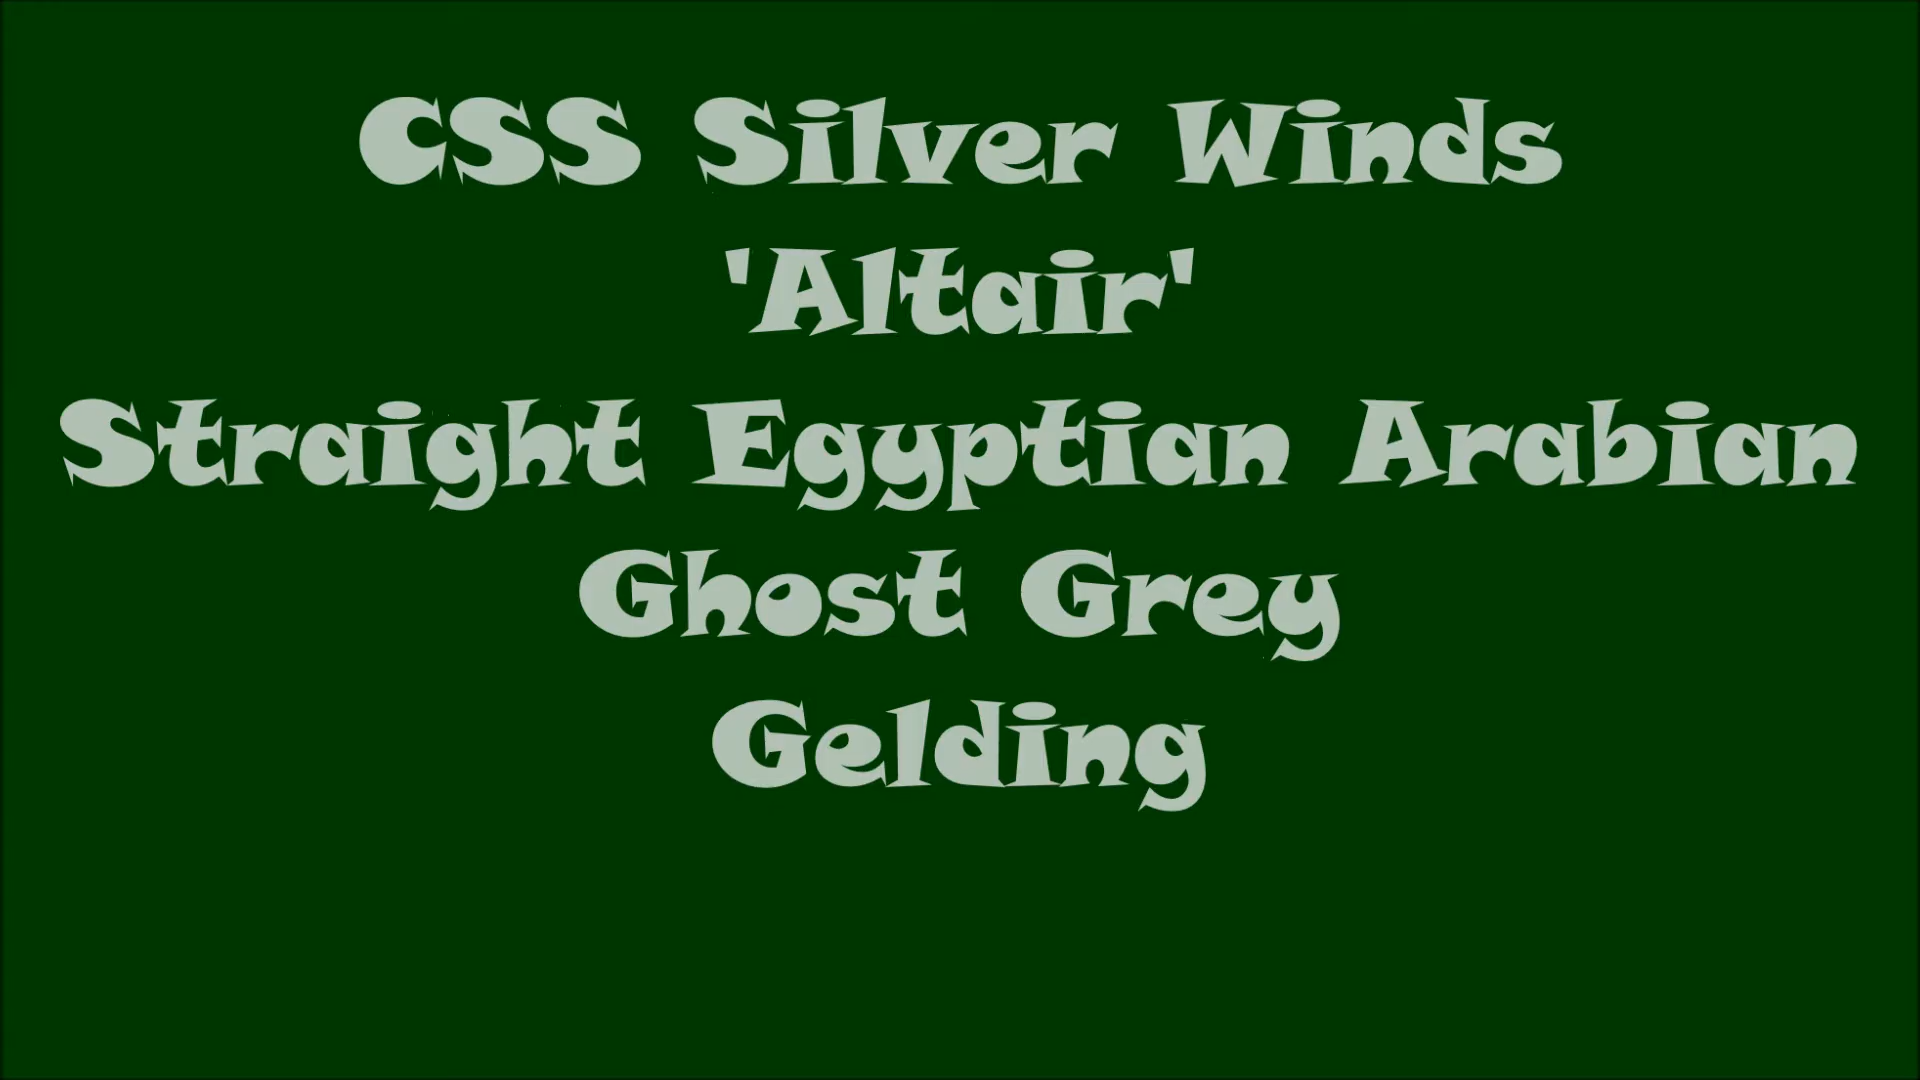 CSS Silver Winds
'Altair'
Straight Egyptian Arabian
Ghost Grey
Gelding